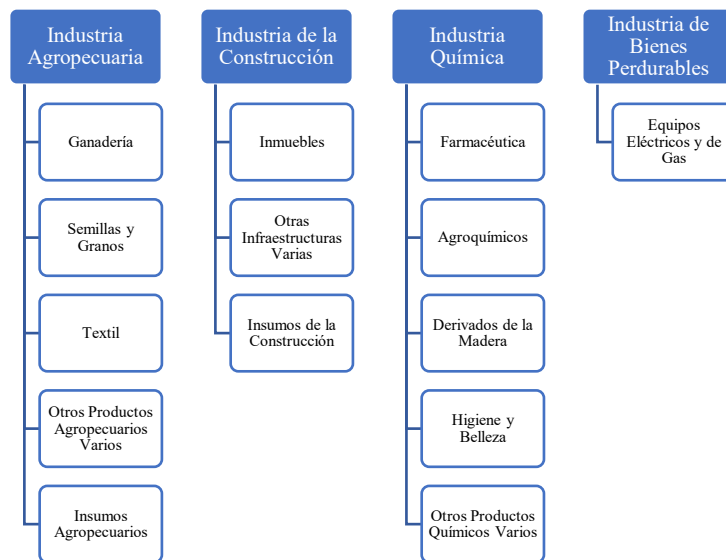 Industria
Agropecuaria
Ganadería
Semillas y
Granos
Textil
Otros Productos
Agropecuarios
Varios
Insumos
Agropecuarios
Industria de la
Construcción
Inmuebles
Otras
Infraestructuras
Varias
Insumos de la
Construcción
Industria
Química
Farmacéutica
Agroquímicos
Derivados de la
Madera
Higiene y
Belleza
Otros Productos
Químicos Varios
Industria de
Bienes
Perdurables
Equipos
Eléctricos y de
Gas